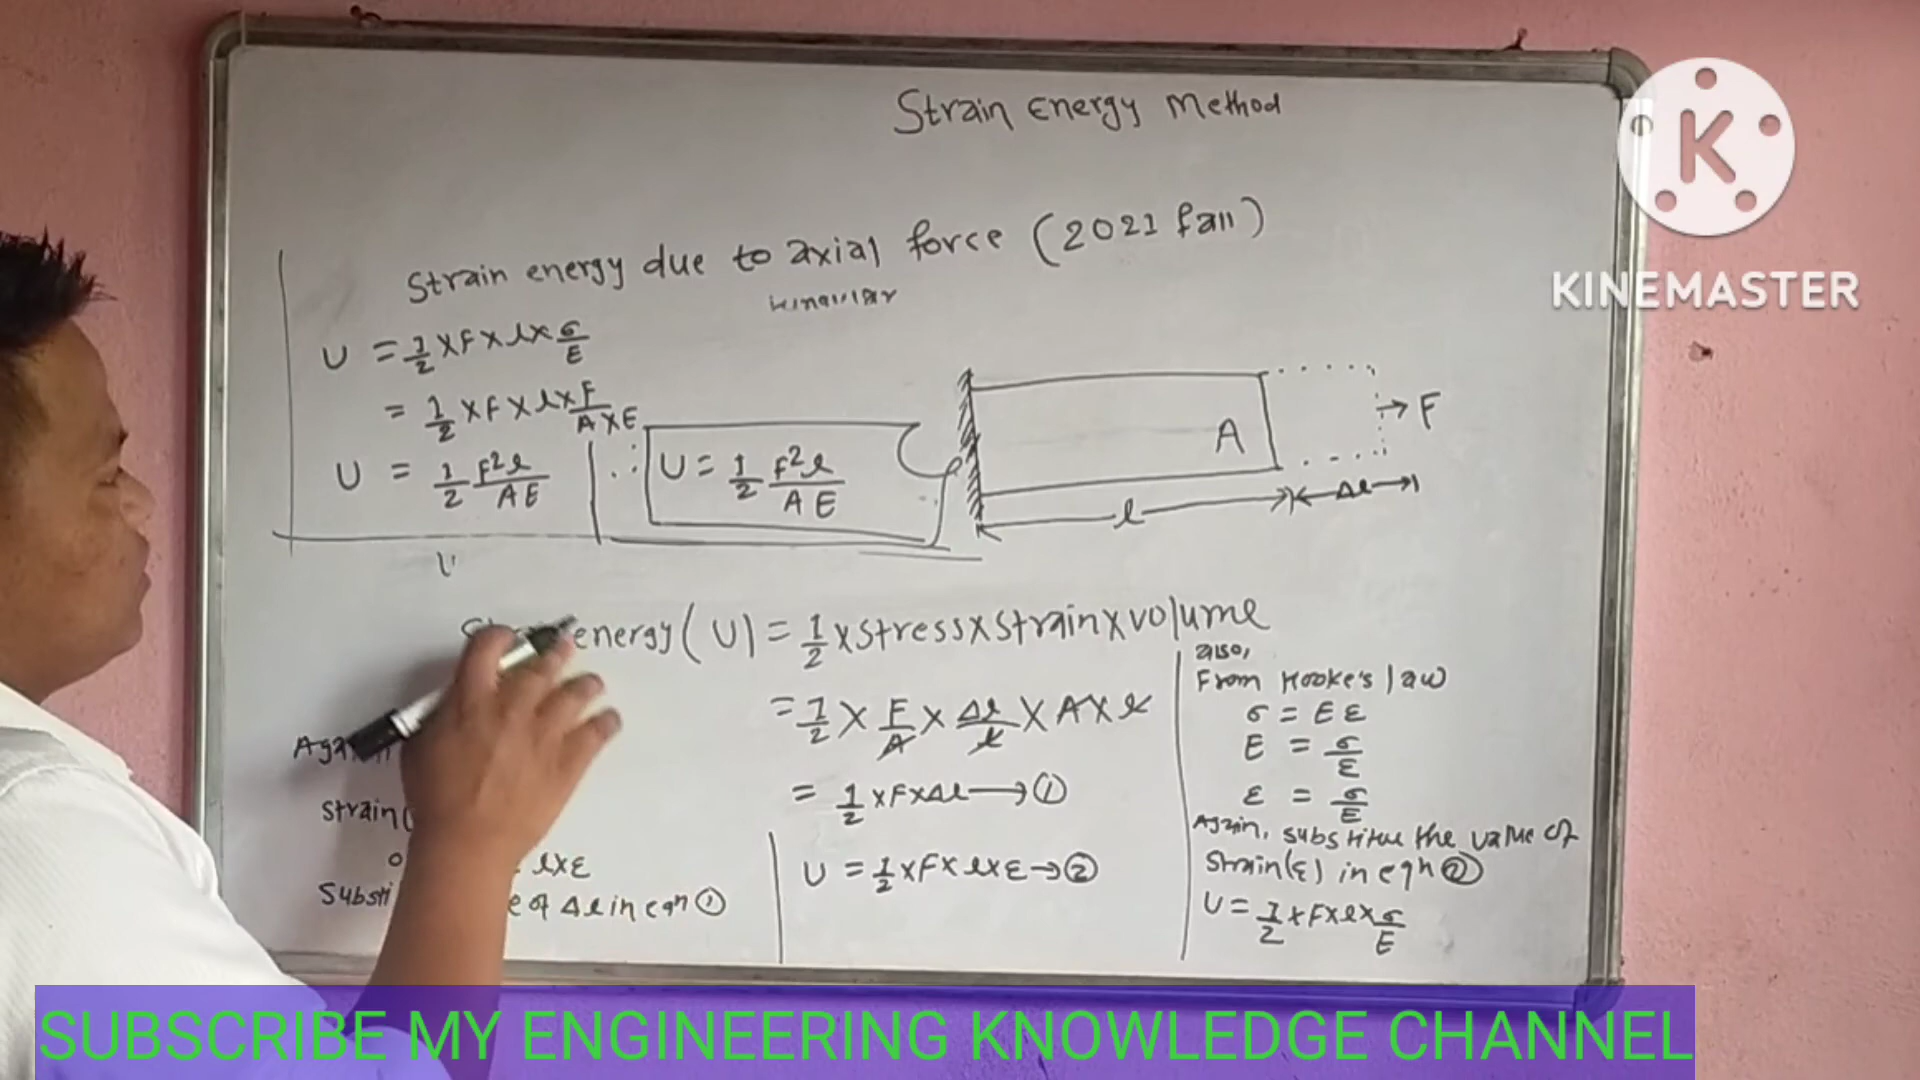 Strain Energy Method
Strain energy due to axial force (2021 fall)
U = 1/2 × F × l × σ/E
= 1/2 × F × l × F/A×E
U = 1/2 F²l/AE
∴ U = 1/2 F²l/AE
A
→ F
l
Δl
energy (U) = 1/2 × stress × strain × volume
= 1/2 × F/A × Δl/l × A × l
= 1/2 × F × Δl → ①
Strain(
l×ε
Substi
e of Δl in eqn ①
U = 1/2 × F × l × ε → ②
also,
From Hooke's law
σ = E ε
E = σ/ε
ε = σ/E
Again, substitue the value of
Strain(ε) in eqn ②
U = 1/2 × F × l × σ/E
K
KINEMASTER
SUBSCRIBE MY ENGINEERING KNOWLEDGE CHANNEL